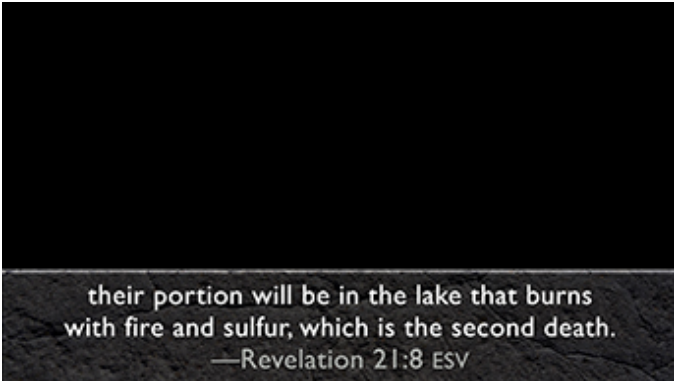 their portion will be in the lake that burns
with fire and sulfur, which is the second death.
—Revelation 21:8 ESV